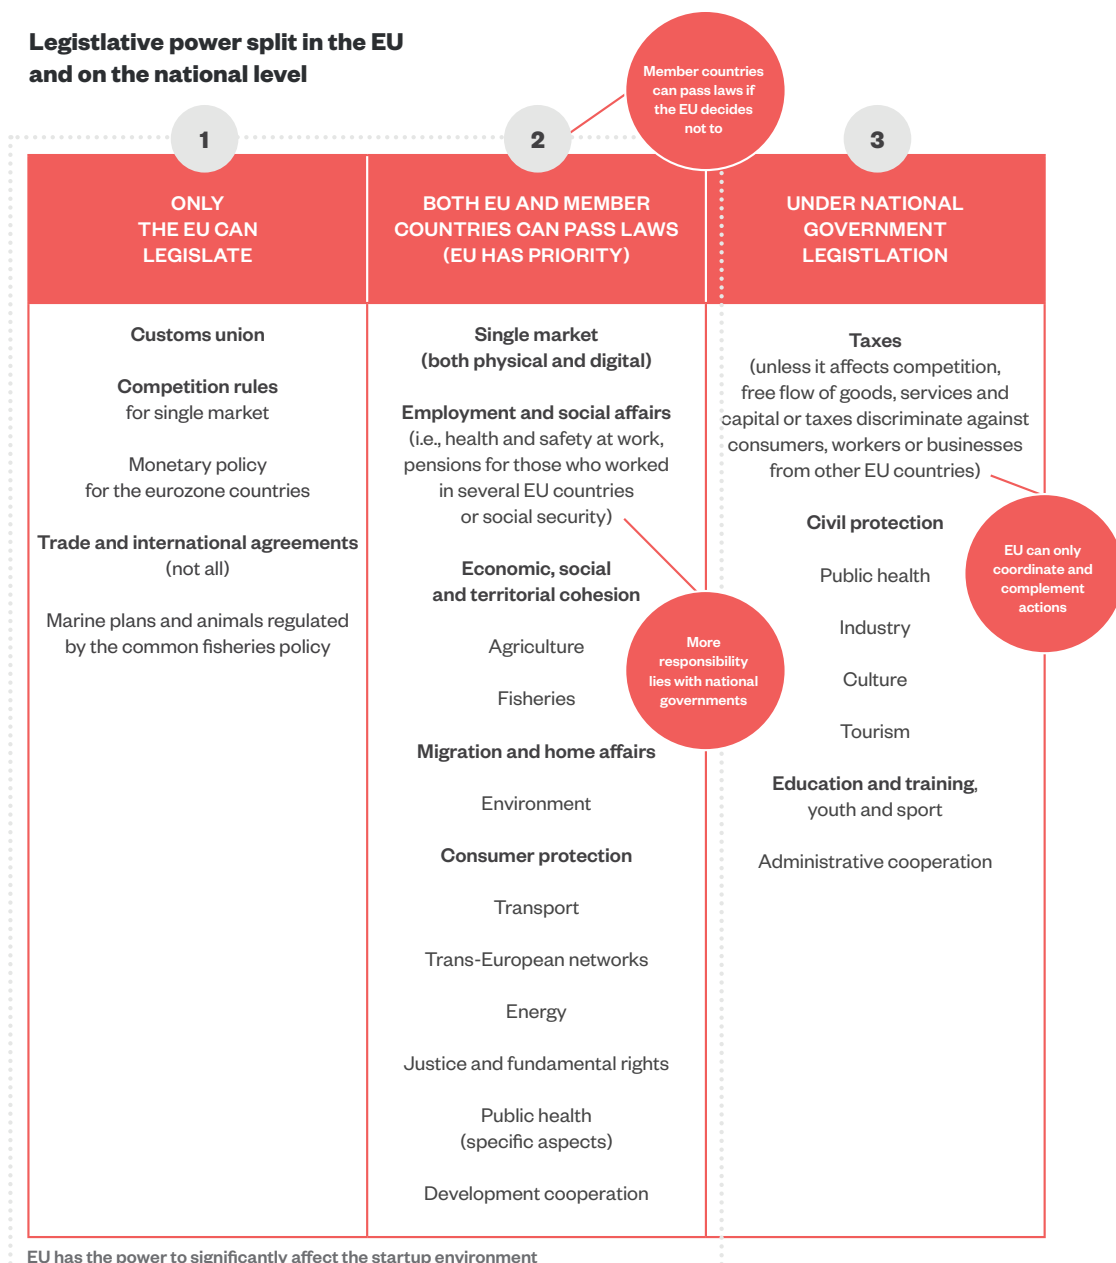 Legistlative power split in the EU
and on the national level
Member countries
can pass laws if
the EU decides
not to
1
2
3
ONLY
THE EU CAN
LEGISLATE
BOTH EU AND MEMBER
COUNTRIES CAN PASS LAWS
(EU HAS PRIORITY)
UNDER NATIONAL
GOVERNMENT
LEGISTLATION
Customs union
Competition rules
for single market
Monetary policy
for the eurozone countries
Trade and international agreements
(not all)
Marine plans and animals regulated
by the common fisheries policy
Single market
(both physical and digital)
Employment and social affairs
(i.e., health and safety at work,
pensions for those who worked
in several EU countries
or social security)
More
responsibility
lies with national
governments
Economic, social
and territorial cohesion
Agriculture
Fisheries
Migration and home affairs
Environment
Consumer protection
Transport
Trans-European networks
Energy
Justice and fundamental rights
Public health
(specific aspects)
Development cooperation
Taxes
(unless it affects competition,
free flow of goods, services and
capital or taxes discriminate against
consumers, workers or businesses
from other EU countries)
EU can only
coordinate and
complement
actions
Civil protection
Public health
Industry
Culture
Tourism
Education and training,
youth and sport
Administrative cooperation
EU has the power to significantly affect the startup environment